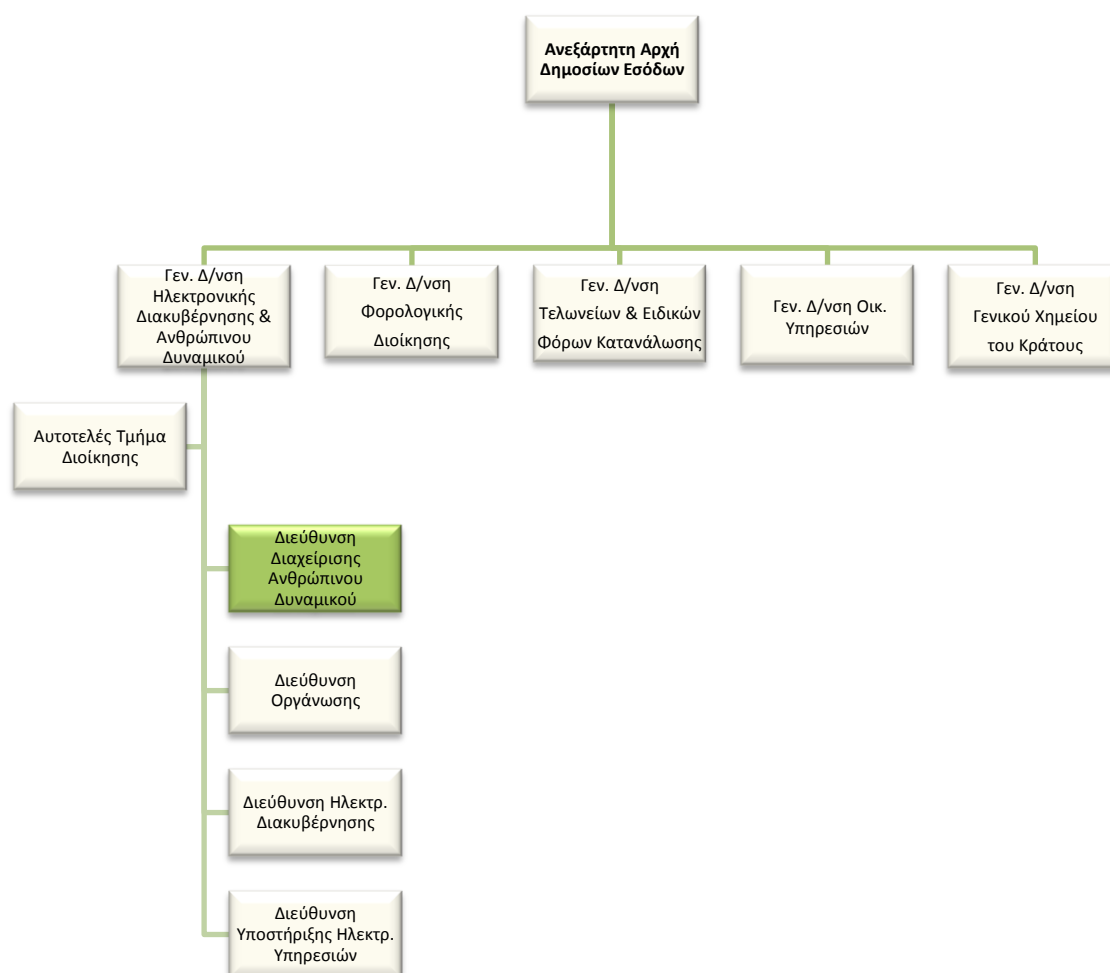 Ανεξάρτητη Αρχή
Δημοσίων Εσόδων
Γεν. Δ/νση
Ηλεκτρονικής
Διακυβέρνησης &
Ανθρώπινου
Δυναμικού
Γεν. Δ/νση
Φορολογικής
Διοίκησης
Γεν. Δ/νση
Τελωνείων & Ειδικών
Φόρων Κατανάλωσης
Γεν. Δ/νση Οικ.
Υπηρεσιών
Γεν. Δ/νση
Γενικού Χημείου
του Κράτους
Αυτοτελές Τμήμα
Διοίκησης
Διεύθυνση
Διαχείρισης
Ανθρώπινου
Δυναμικού
Διεύθυνση
Οργάνωσης
Διεύθυνση Ηλεκτρ.
Διακυβέρνησης
Διεύθυνση
Υποστήριξης Ηλεκτρ.
Υπηρεσιών